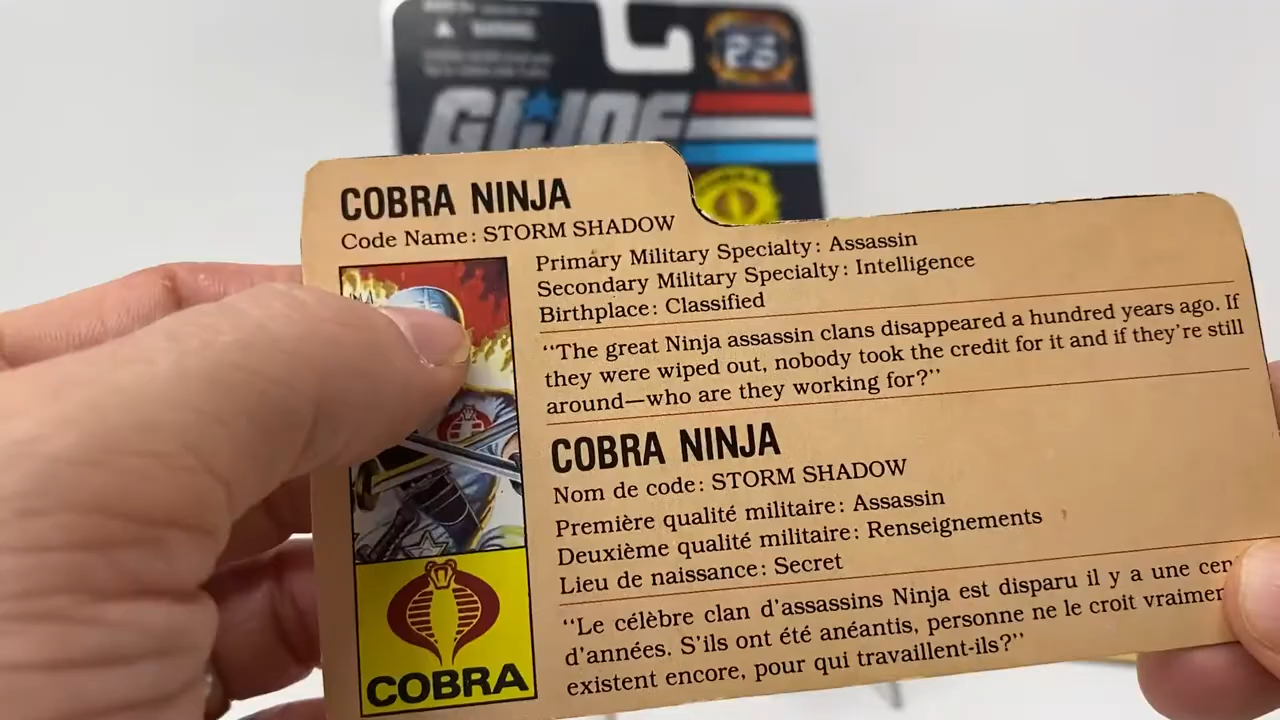 WARNING
25
GI JOE
COBRA
COBRA NINJA
Code Name: STORM SHADOW
Primary Military Specialty: Assassin
Secondary Military Specialty: Intelligence
Birthplace: Classified
“The great Ninja assassin clans disappeared a hundred years ago. If
they were wiped out, nobody took the credit for it and if they're still
around—who are they working for?”
COBRA NINJA
Nom de code: STORM SHADOW
Première qualité militaire: Assassin
Deuxième qualité militaire: Renseignements
Lieu de naissance: Secret
“Le célèbre clan d'assassins Ninja est disparu il y a une cen
d'années. S'ils ont été anéantis, personne ne le croit vraimen
existent encore, pour qui travaillent-ils?”
COBRA